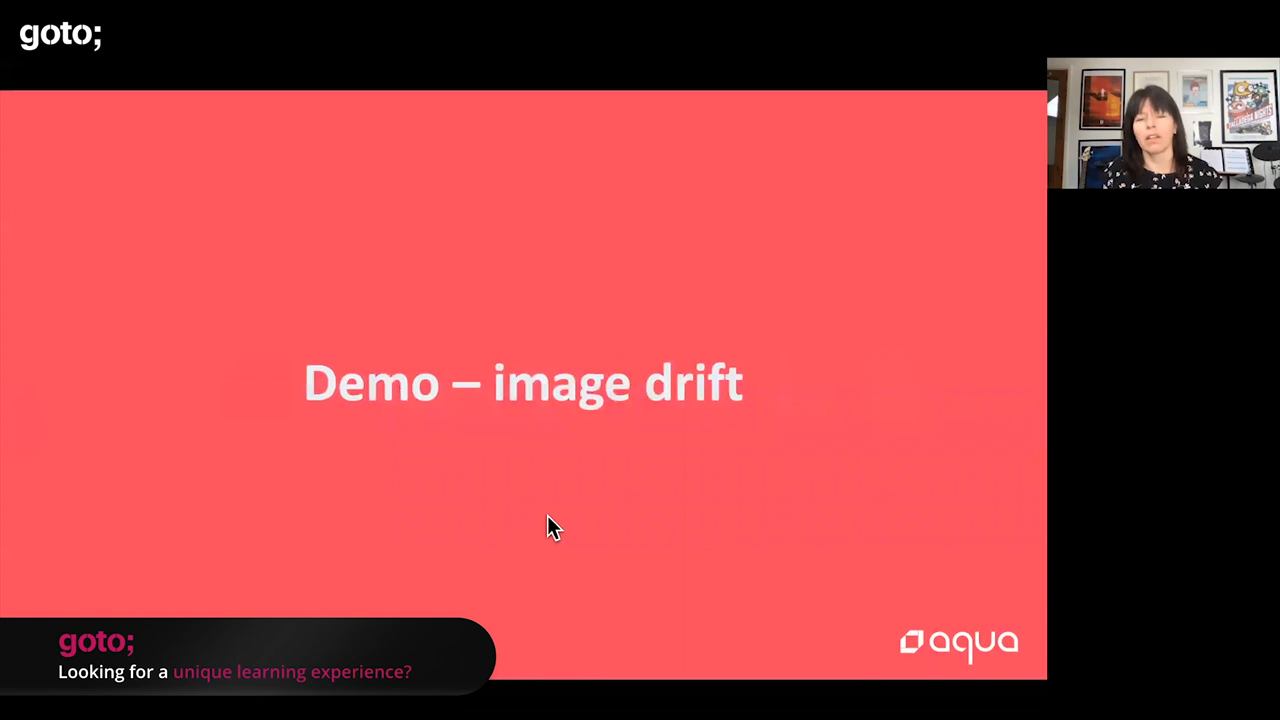 goto;
Demo – image drift
goto;
Looking for a unique learning experience?
aqua